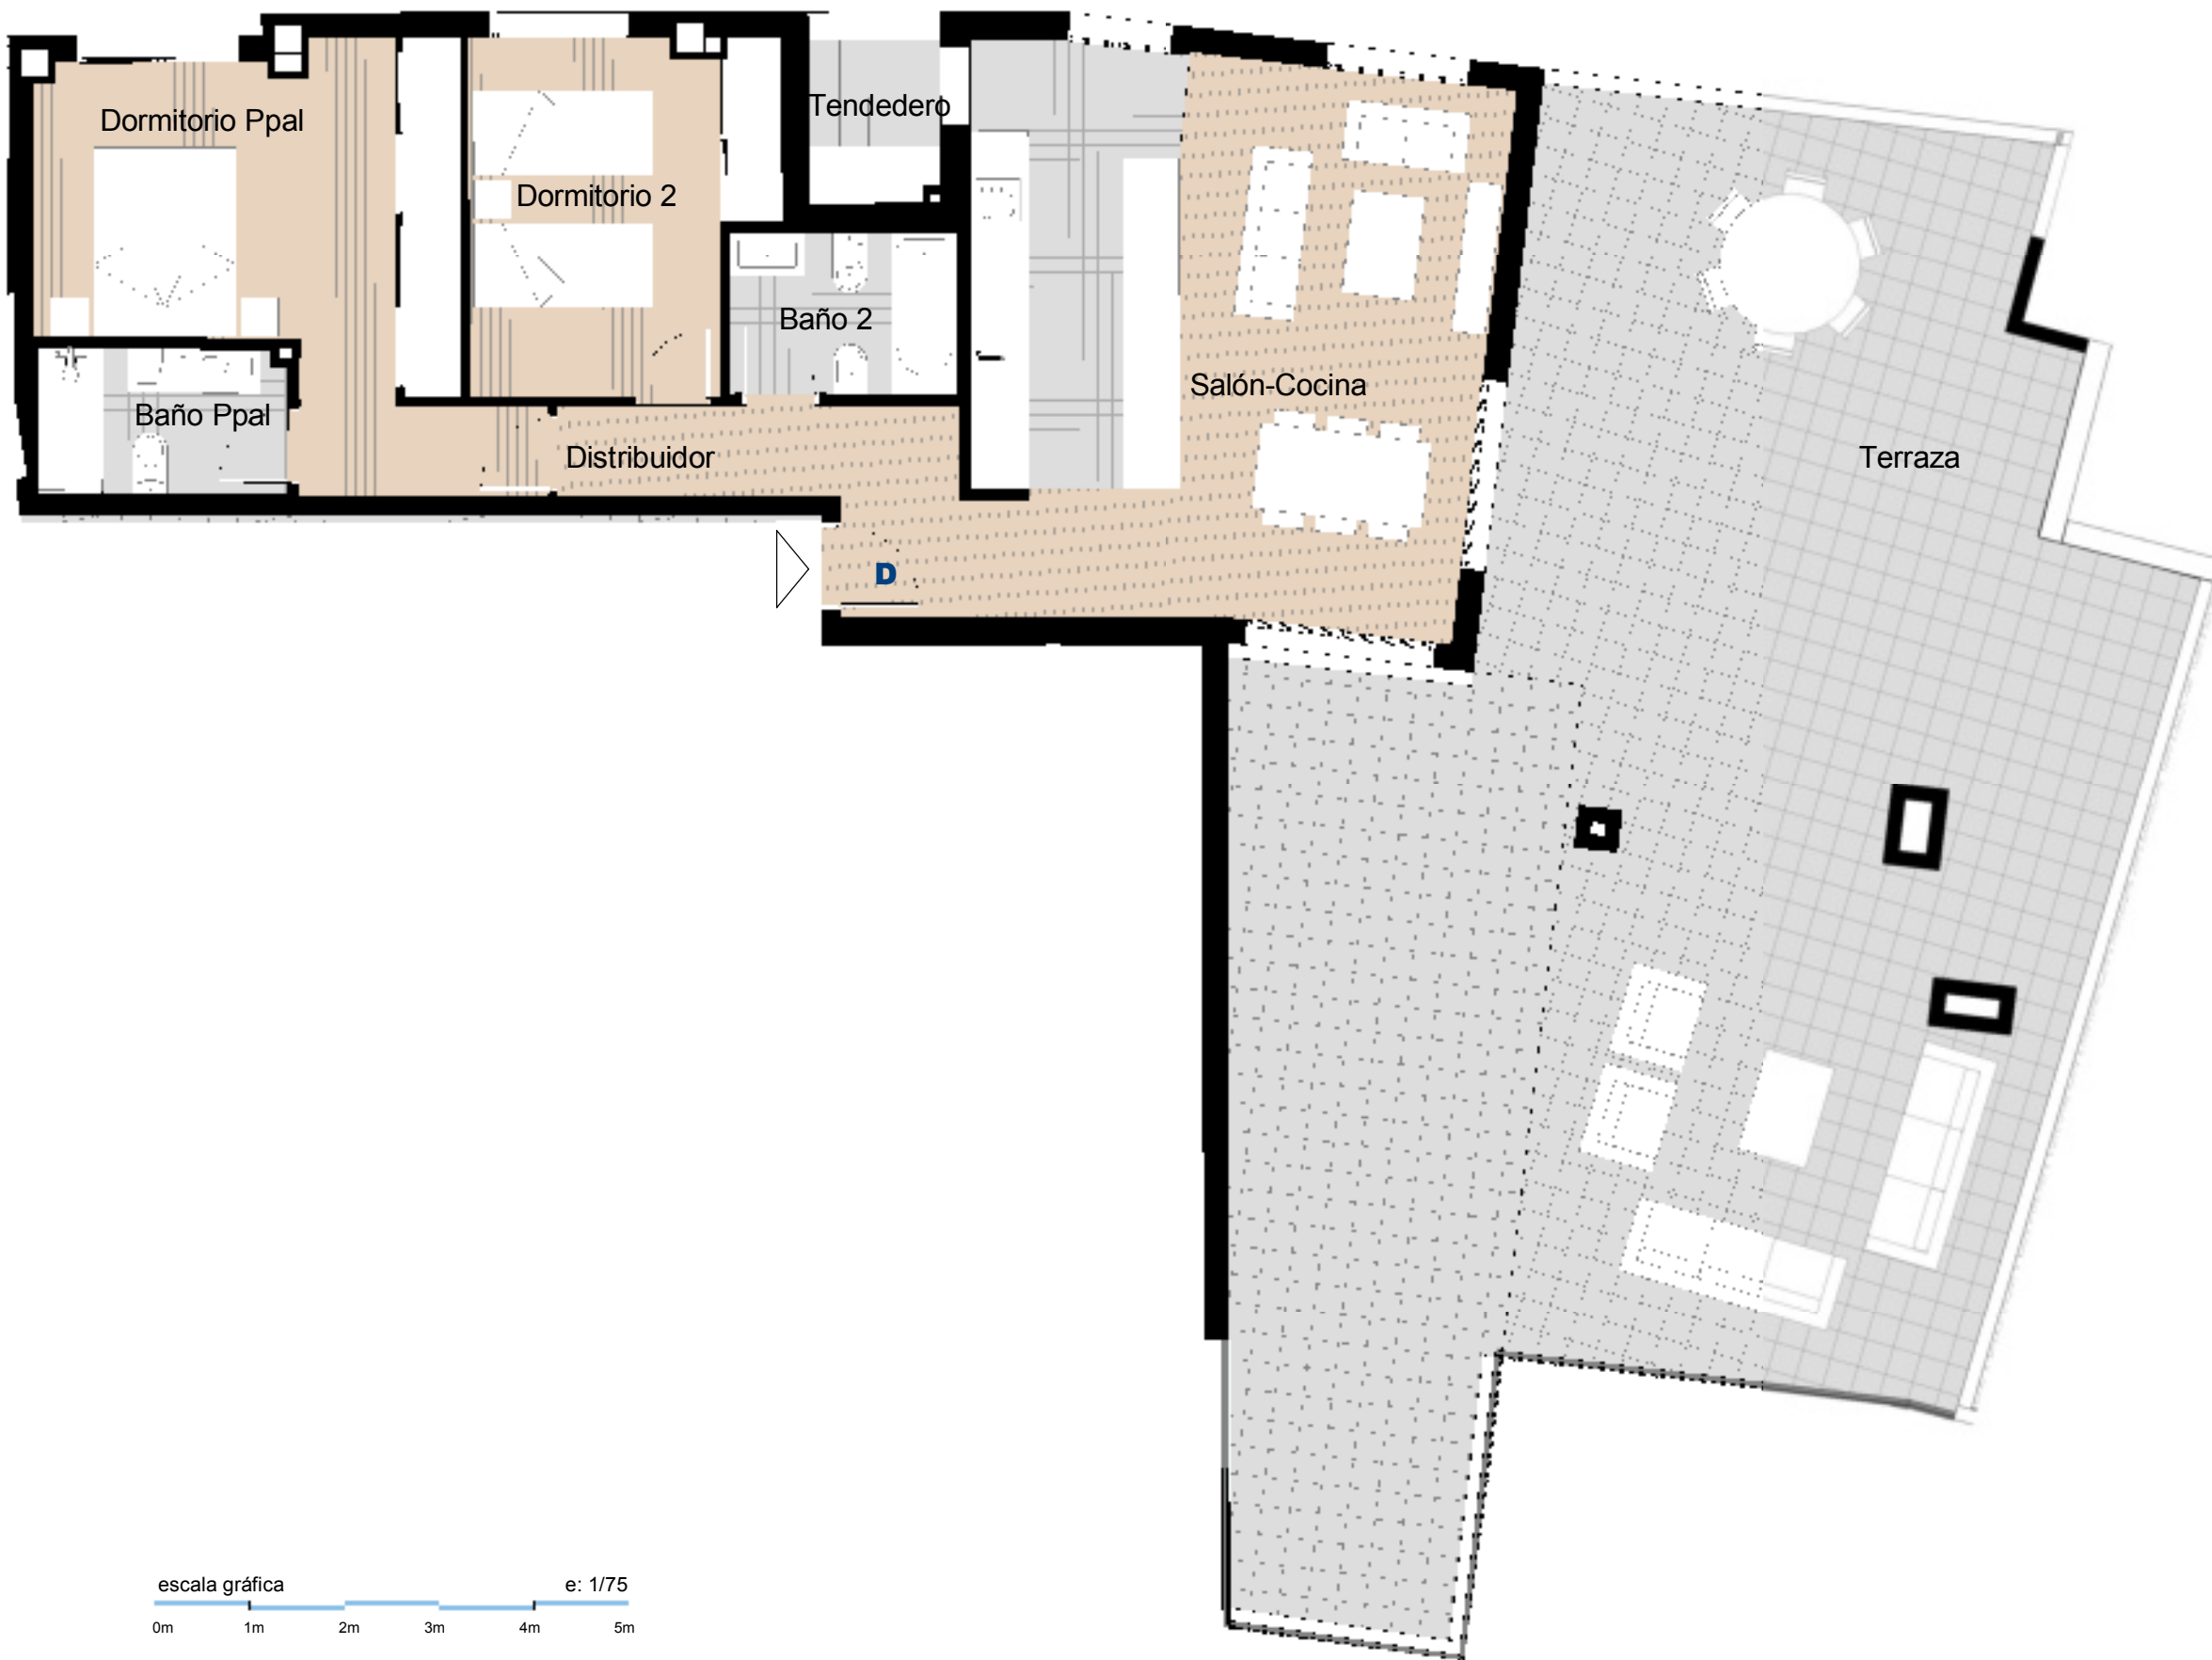 Dormitorio Ppal
Tendedero
Dormitorio 2
Baño 2
Salón-Cocina
Baño Ppal
Distribuidor
Terraza
D
escala gráfica e: 1/75
0m 1m 2m 3m 4m 5m